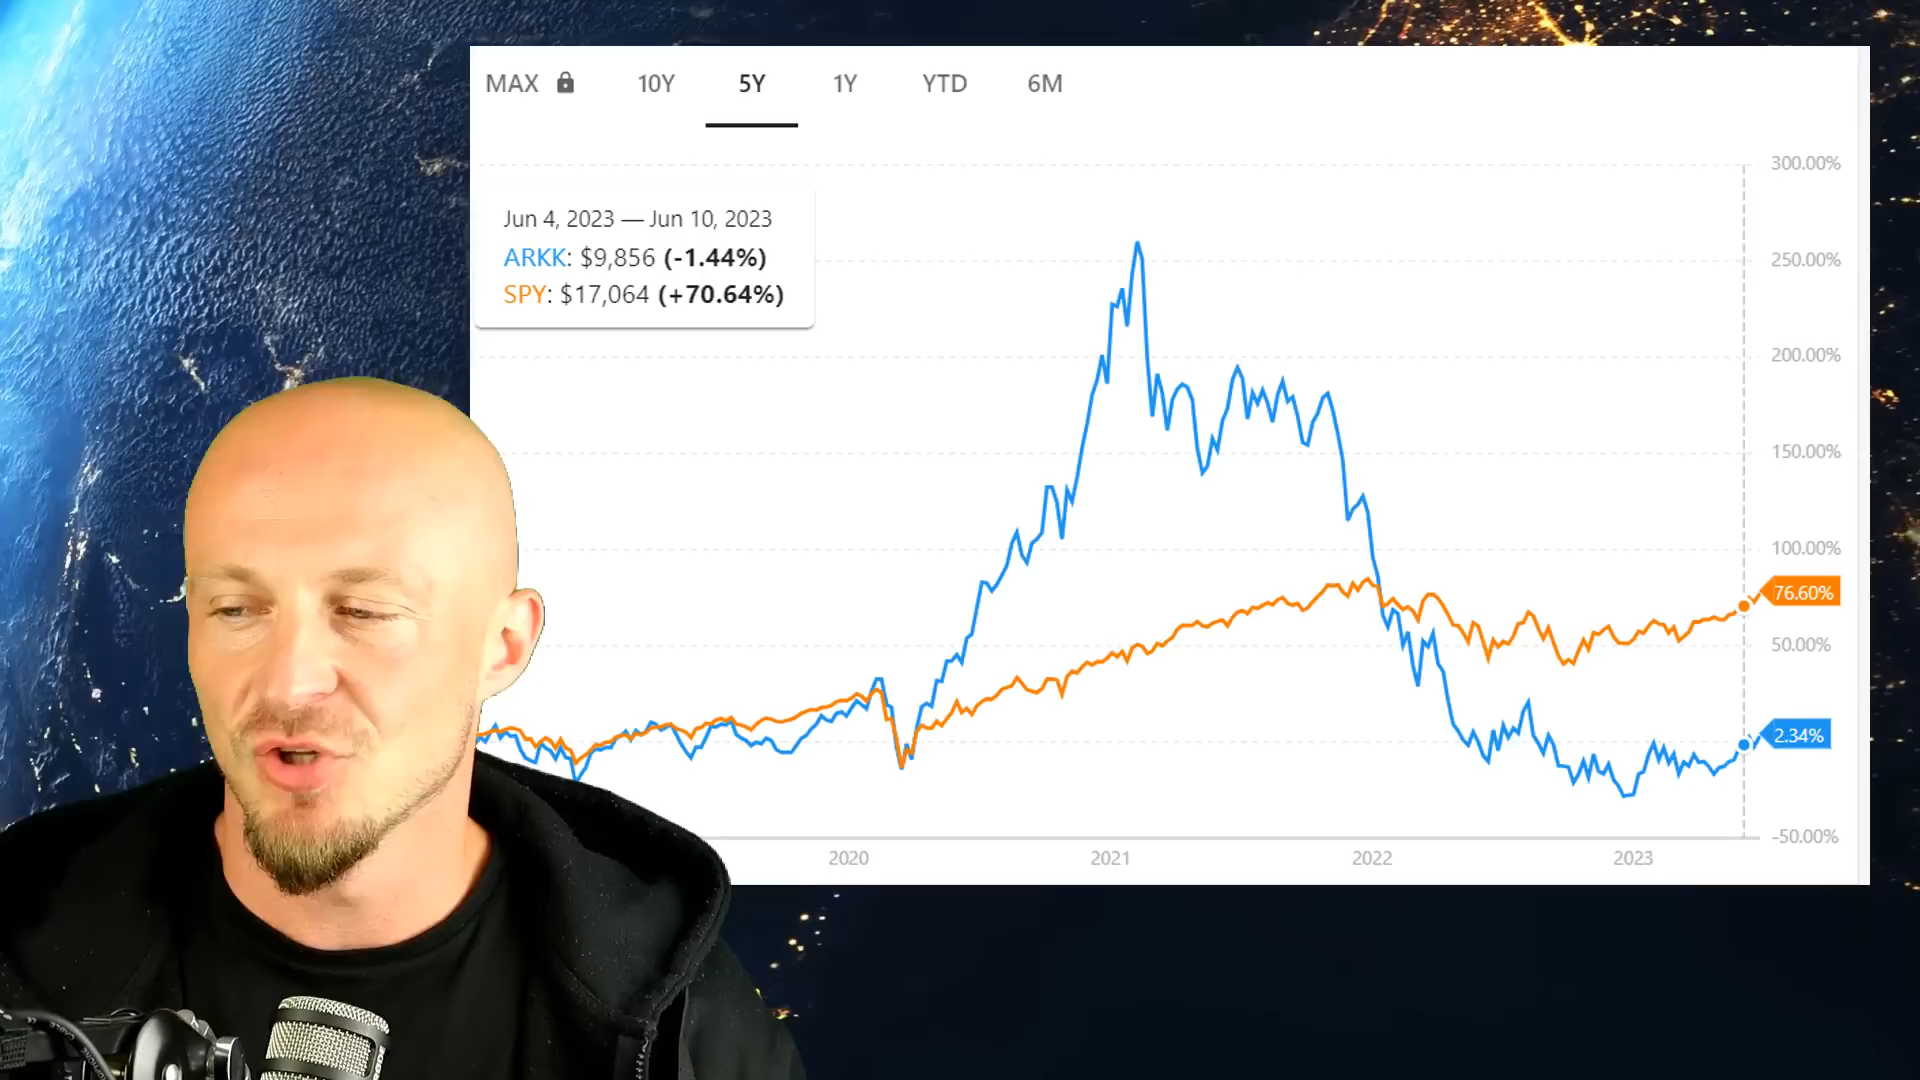 MAX 10Y 5Y 1Y YTD 6M
300.00%
Jun 4, 2023 — Jun 10, 2023
ARKK: $9,856 (-1.44%)
SPY: $17,064 (+70.64%)
250.00%
200.00%
150.00%
100.00%
76.60%
50.00%
2.34%
-50.00%
2020 2021 2022 2023